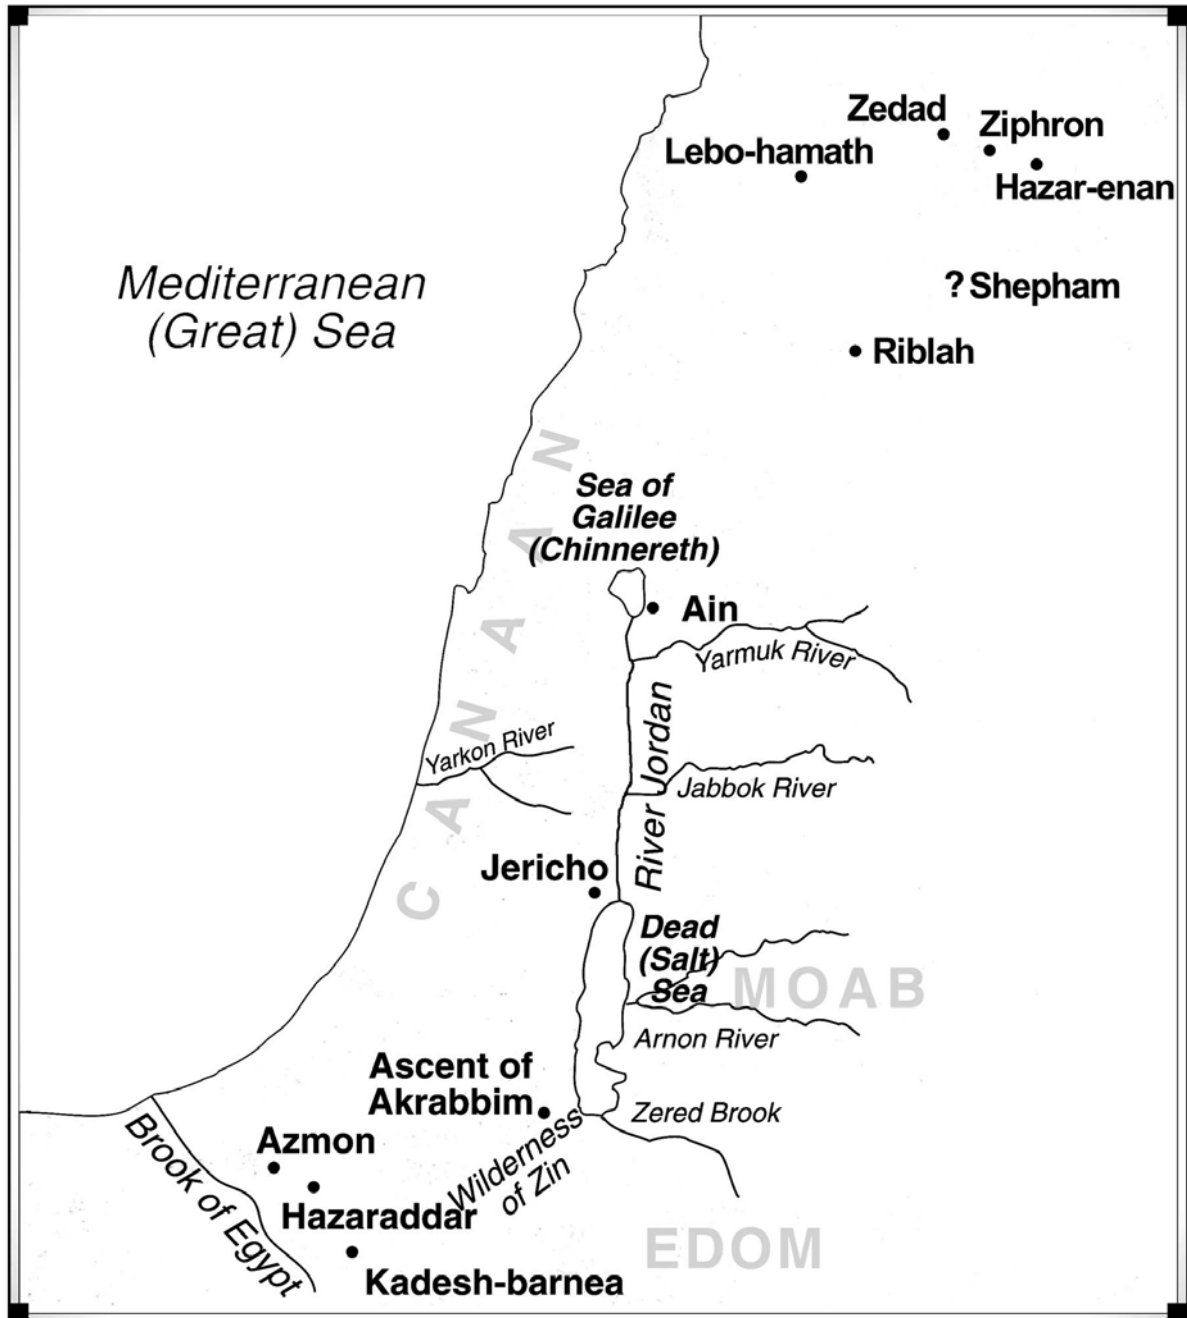 Zedad
Ziphron
Lebo-hamath
Hazar-enan
Mediterranean
(Great) Sea
? Shepham
Riblah
CANAAN
Sea of
Galilee
(Chinnereth)
Ain
Yarmuk River
River Jordan
Yarkon River
Jabbok River
Jericho
Dead
(Salt)
Sea
MOAB
Arnon River
Ascent of
Akrabbim
Zered Brook
Wilderness
of Zin
Brook of Egypt
Azmon
Hazaraddar
EDOM
Kadesh-barnea